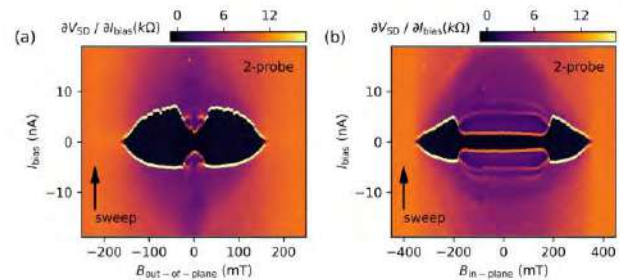 (a)
∂V_SD / ∂I_bias(kΩ)
0 6 12
2-probe
10
0
−10
I_bias (nA)
sweep
−200 0 200
B_out−of−plane (mT)
(b)
∂V_SD / ∂I_bias(kΩ)
0 6 12
2-probe
10
0
−10
I_bias (nA)
sweep
−400 −200 0 200 400
B_in−plane (mT)